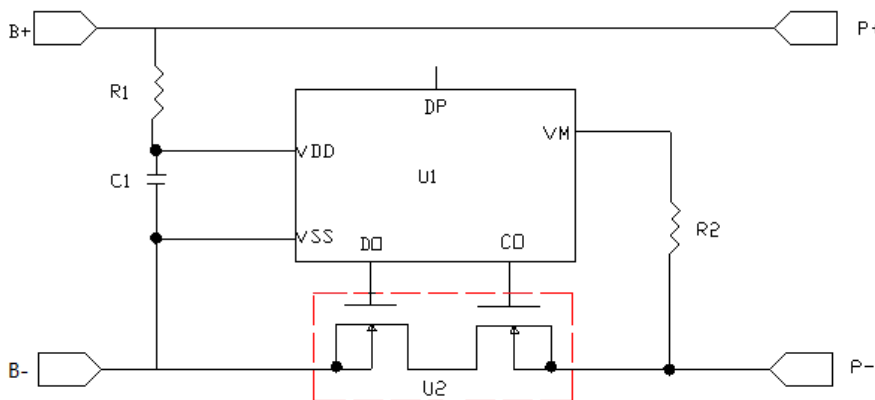 B+
P+
R1
DP
VM
VDD
C1
U1
VSS
DO
CO
R2
B-
U2
P-